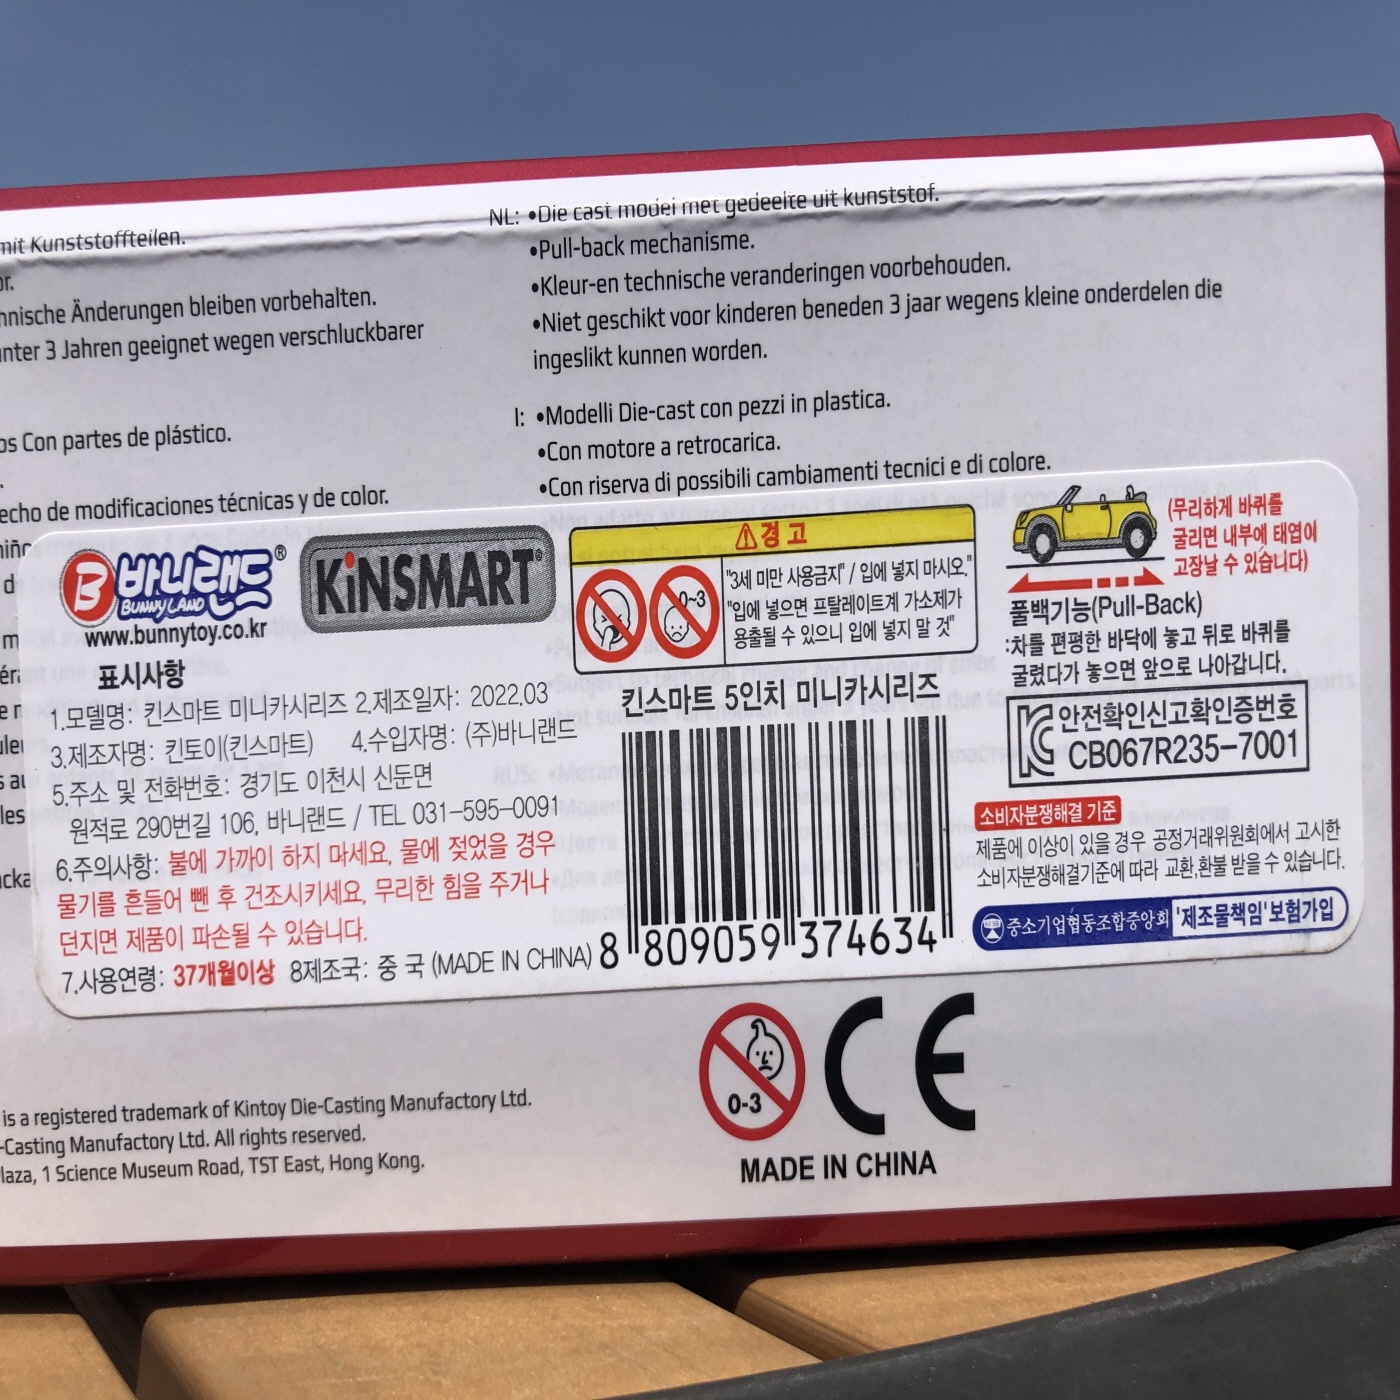 mit Kunststoffteilen.
or.
hnische Änderungen bleiben vorbehalten.
unter 3 Jahren geeignet wegen verschluckbarer
os Con partes de plástico.
echo de modificaciones técnicas y de color.
NL: •Die cast model met gedeelte uit kunststof.
•Pull-back mechanisme.
•Kleur-en technische veranderingen voorbehouden.
•Niet geschikt voor kinderen beneden 3 jaar wegens kleine onderdelen die
ingeslikt kunnen worden.
I: •Modelli Die-cast con pezzi in plastica.
•Con motore a retrocarica.
•Con riserva di possibili cambiamenti tecnici e di colore.
B 바니랜드®
BUNNYLAND
www.bunnytoy.co.kr
KiNSMART®
표시사항
1.모델명: 킨스마트 미니카시리즈 2.제조일자: 2022.03
3.제조자명: 킨토이(킨스마트) 4.수입자명: (주)바니랜드
5.주소 및 전화번호: 경기도 이천시 신둔면
원적로 290번길 106, 바니랜드 / TEL 031-595-0091
6.주의사항: 불에 가까이 하지 마세요, 물에 젖었을 경우
물기를 흔들어 뺀 후 건조시키세요, 무리한 힘을 주거나
던지면 제품이 파손될 수 있습니다.
7.사용연령: 37개월이상 8제조국: 중 국 (MADE IN CHINA)
경고
0-3
"3세 미만 사용금지" / 입에 넣지 마시오."
"입에 넣으면 프탈레이트계 가소제가
용출될 수 있으니 입에 넣지 말 것"
킨스마트 5인치 미니카시리즈
8 809059 374634
(무리하게 바퀴를
굴리면 내부에 태엽이
고장날 수 있습니다)
풀백기능(Pull-Back)
:차를 편평한 바닥에 놓고 뒤로 바퀴를
굴렸다가 놓으면 앞으로 나아갑니다.
안전확인신고확인증번호
CB067R235-7001
소비자분쟁해결 기준
제품에 이상이 있을 경우 공정거래위원회에서 고시한
소비자분쟁해결기준에 따라 교환,환불 받을 수 있습니다.
중소기업협동조합중앙회 '제조물책임'보험가입
is a registered trademark of Kintoy Die-Casting Manufactory Ltd.
-Casting Manufactory Ltd. All rights reserved.
laza, 1 Science Museum Road, TST East, Hong Kong.
0-3
CE
MADE IN CHINA